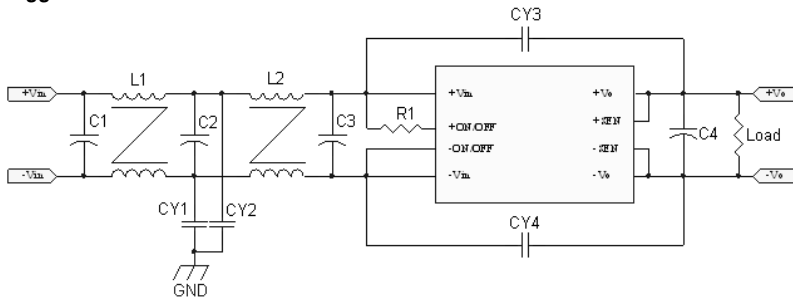 CY3
L1
L2
+Vin
+Vin
+Vo
+Vo
C1
C2
C3
R1
+ON/OFF
+SEN
-ON/OFF
-SEN
C4
Load
-Vin
-Vin
-Vo
-Vo
CY1
CY2
CY4
GND